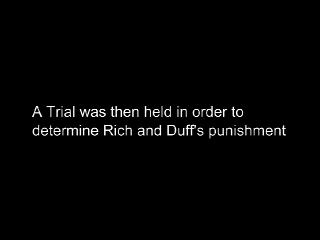 A Trial was then held in order to
determine Rich and Duff's punishment